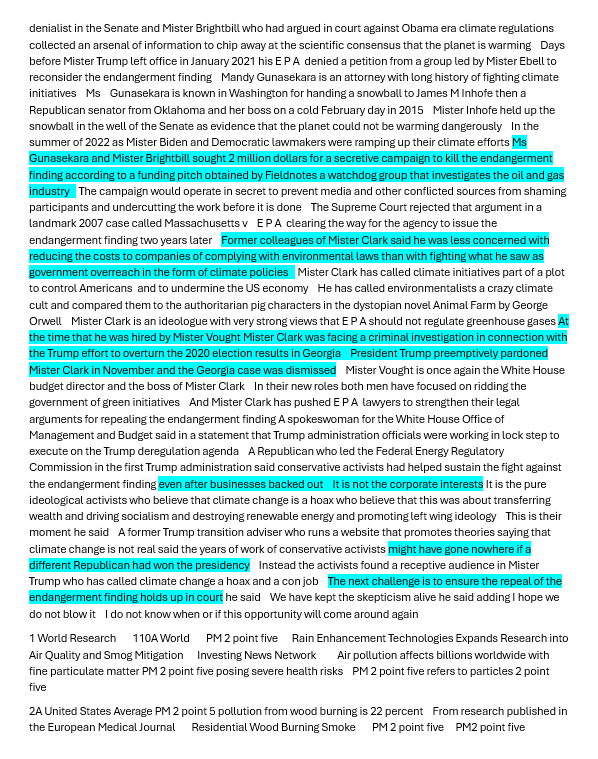 denialist in the Senate and Mister Brightbill who had argued in court against Obama era climate regulations
collected an arsenal of information to chip away at the scientific consensus that the planet is warming    Days
before Mister Trump left office in January 2021 his E P A  denied a petition from a group led by Mister Ebell to
reconsider the endangerment finding    Mandy Gunasekara is an attorney with long history of fighting climate
initiatives    Ms    Gunasekara is known in Washington for handing a snowball to James M Inhofe then a
Republican senator from Oklahoma and her boss on a cold February day in 2015    Mister Inhofe held up the
snowball in the well of the Senate as evidence that the planet could not be warming dangerously    In the
summer of 2022 as Mister Biden and Democratic lawmakers were ramping up their climate efforts Ms
Gunasekara and Mister Brightbill sought 2 million dollars for a secretive campaign to kill the endangerment
finding according to a funding pitch obtained by Fieldnotes a watchdog group that investigates the oil and gas
industry    The campaign would operate in secret to prevent media and other conflicted sources from shaming
participants and undercutting the work before it is done    The Supreme Court rejected that argument in a
landmark 2007 case called Massachusetts v    E P A  clearing the way for the agency to issue the
endangerment finding two years later    Former colleagues of Mister Clark said he was less concerned with
reducing the costs to companies of complying with environmental laws than with fighting what he saw as
government overreach in the form of climate policies    Mister Clark has called climate initiatives part of a plot
to control Americans  and to undermine the US economy    He has called environmentalists a crazy climate
cult and compared them to the authoritarian pig characters in the dystopian novel Animal Farm by George
Orwell    Mister Clark is an ideologue with very strong views that E P A should not regulate greenhouse gases At
the time that he was hired by Mister Vought Mister Clark was facing a criminal investigation in connection with
the Trump effort to overturn the 2020 election results in Georgia    President Trump preemptively pardoned
Mister Clark in November and the Georgia case was dismissed    Mister Vought is once again the White House
budget director and the boss of Mister Clark    In their new roles both men have focused on ridding the
government of green initiatives    And Mister Clark has pushed E P A  lawyers to strengthen their legal
arguments for repealing the endangerment finding A spokeswoman for the White House Office of
Management and Budget said in a statement that Trump administration officials were working in lock step to
execute on the Trump deregulation agenda    A Republican who led the Federal Energy Regulatory
Commission in the first Trump administration said conservative activists had helped sustain the fight against
the endangerment finding even after businesses backed out    It is not the corporate interests It is the pure
ideological activists who believe that climate change is a hoax who believe that this was about transferring
wealth and driving socialism and destroying renewable energy and promoting left wing ideology    This is their
moment he said    A former Trump transition adviser who runs a website that promotes theories saying that
climate change is not real said the years of work of conservative activists might have gone nowhere if a
different Republican had won the presidency    Instead the activists found a receptive audience in Mister
Trump who has called climate change a hoax and a con job    The next challenge is to ensure the repeal of the
endangerment finding holds up in court he said    We have kept the skepticism alive he said adding I hope we
do not blow it    I do not know when or if this opportunity will come around again
1 World Research      110A World      PM 2 point five      Rain Enhancement Technologies Expands Research into
Air Quality and Smog Mitigation      Investing News Network        Air pollution affects billions worldwide with
fine particulate matter PM 2 point five posing severe health risks    PM 2 point five refers to particles 2 point
five
2A United States Average PM 2 point 5 pollution from wood burning is 22 percent    From research published in
the European Medical Journal      Residential Wood Burning Smoke      PM 2 point five    PM2 point five